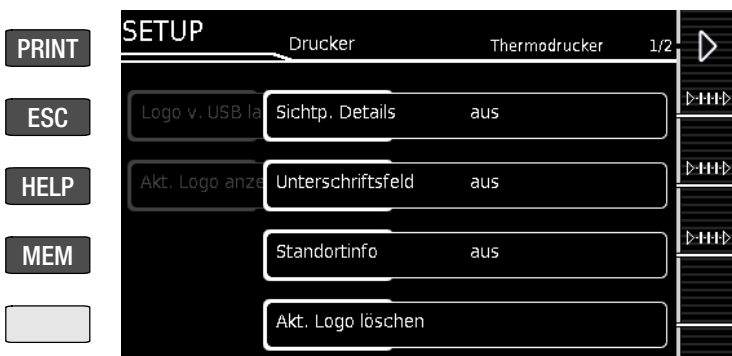 PRINT
ESC
HELP
MEM
SETUP
Drucker Thermodrucker 1/2
Logo v. USB la
Sichtp. Details aus
Akt. Logo anze
Unterschriftsfeld aus
Standortinfo aus
Akt. Logo löschen